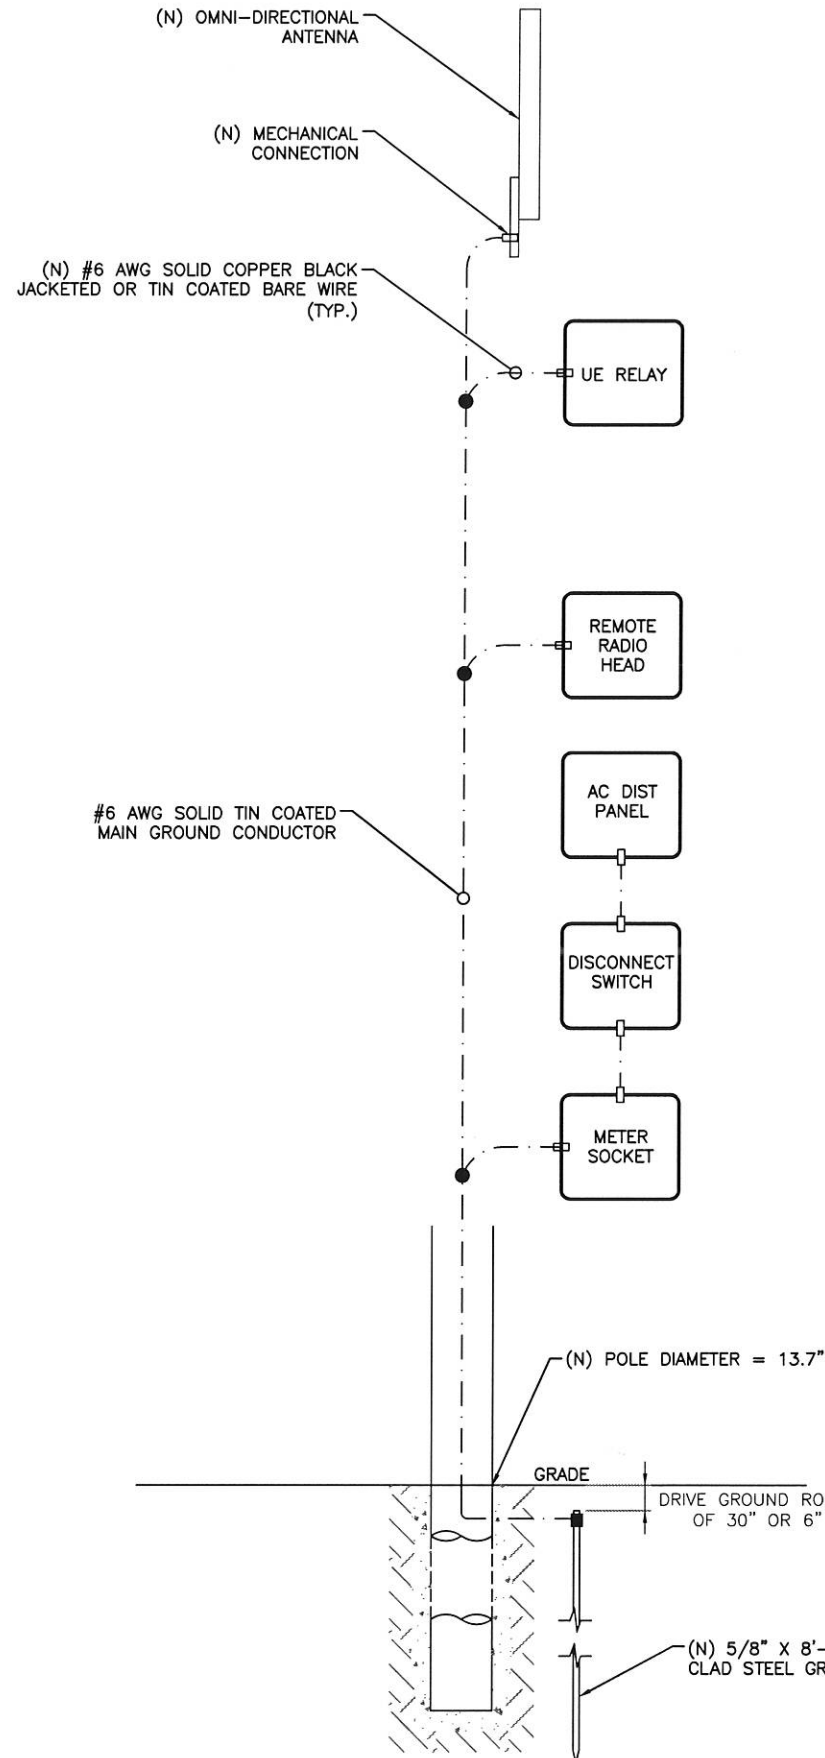 (N) OMNI-DIRECTIONAL
ANTENNA
(N) MECHANICAL
CONNECTION
(N) #6 AWG SOLID COPPER BLACK
JACKETED OR TIN COATED BARE WIRE
(TYP.)
UE RELAY
REMOTE
RADIO
HEAD
AC DIST
PANEL
#6 AWG SOLID TIN COATED
MAIN GROUND CONDUCTOR
DISCONNECT
SWITCH
METER
SOCKET
(N) POLE DIAMETER = 13.7"
GRADE
DRIVE GROUND RO
OF 30" OR 6"
(N) 5/8" X 8'-
CLAD STEEL GR